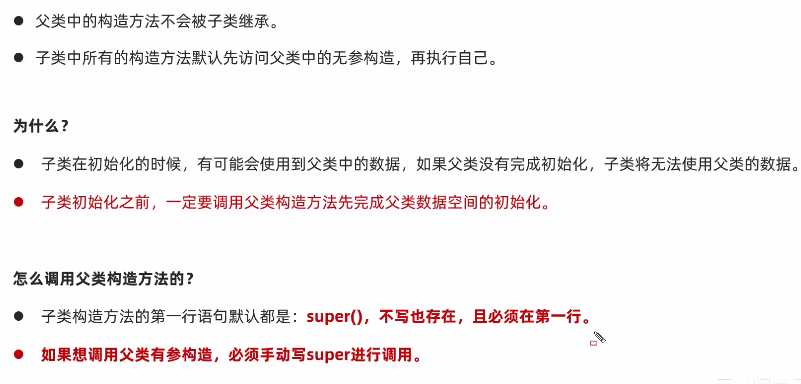 ● 父类中的构造方法不会被子类继承。
● 子类中所有的构造方法默认先访问父类中的无参构造，再执行自己。
为什么？
● 子类在初始化的时候，有可能会使用到父类中的数据，如果父类没有完成初始化，子类将无法使用父类的数据。
● 子类初始化之前，一定要调用父类构造方法先完成父类数据空间的初始化。
怎么调用父类构造方法的？
● 子类构造方法的第一行语句默认都是：super()，不写也存在，且必须在第一行。
● 如果想调用父类有参构造，必须手动写super进行调用。